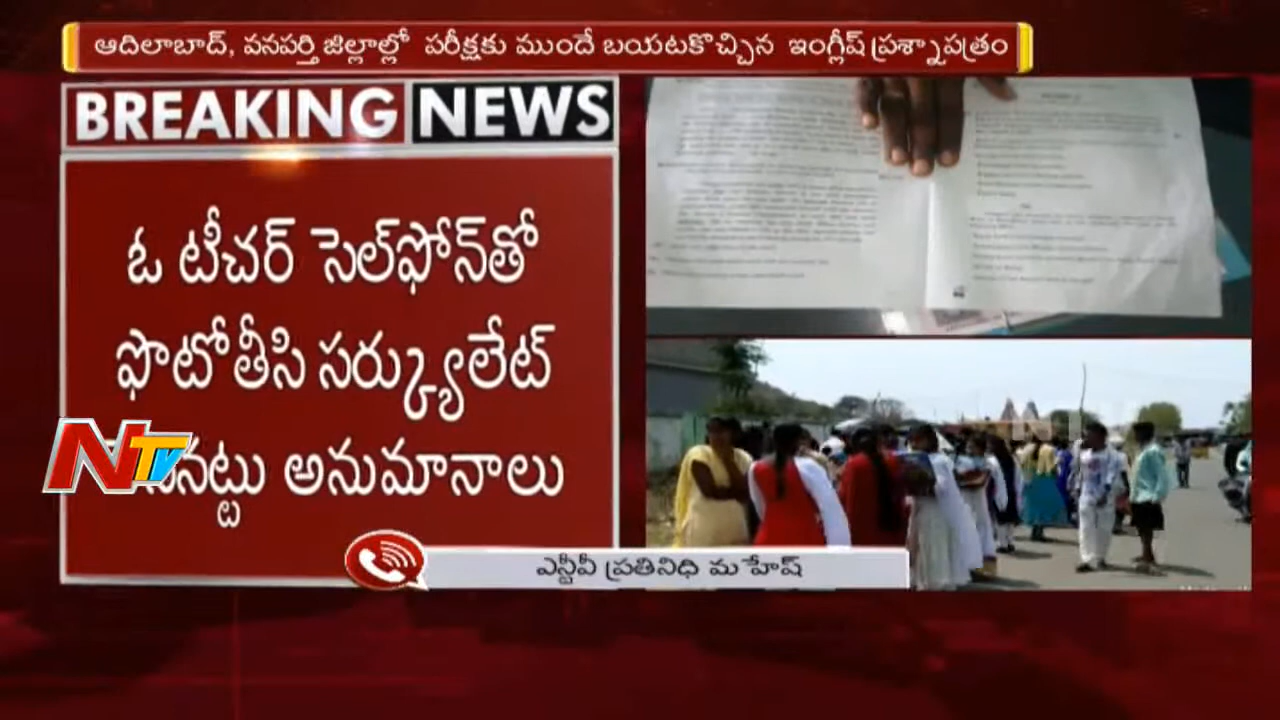 ఆదిలాబాద్, వనపర్తి జిల్లాల్లో పరీక్షకు ముందే బయటకొచ్చిన ఇంగ్లీష్ ప్రశ్నాపత్రం
BREAKING NEWS
ఓ టీచర్ సెల్‌ఫోన్‌తో
ఫొటో తీసి సర్క్యులేట్
అనుమానాలు
NTV
ఎన్టీవీ ప్రతినిధి మహేష్